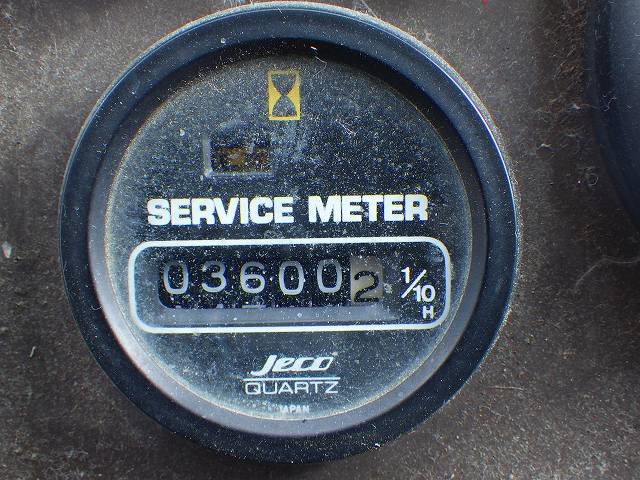 SERVICE METER
036002 1/10
H
Jeco
QUARTZ
JAPAN